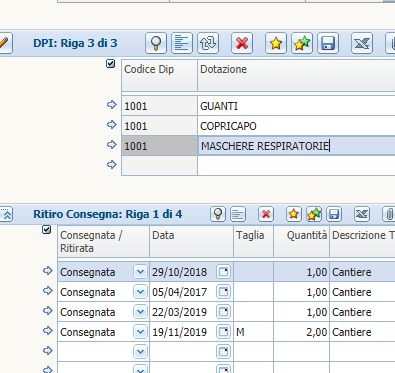 DPI: Riga 3 di 3
Codice Dip Dotazione
1001 GUANTI
1001 COPRICAPO
1001 MASCHERE RESPIRATORIE
Ritiro Consegna: Riga 1 di 4
Consegnata / Ritirata Data Taglia Quantità Descrizione T
Consegnata 29/10/2018 1,00 Cantiere
Consegnata 05/04/2017 1,00 Cantiere
Consegnata 22/03/2019 1,00 Cantiere
Consegnata 19/11/2019 M 2,00 Cantiere